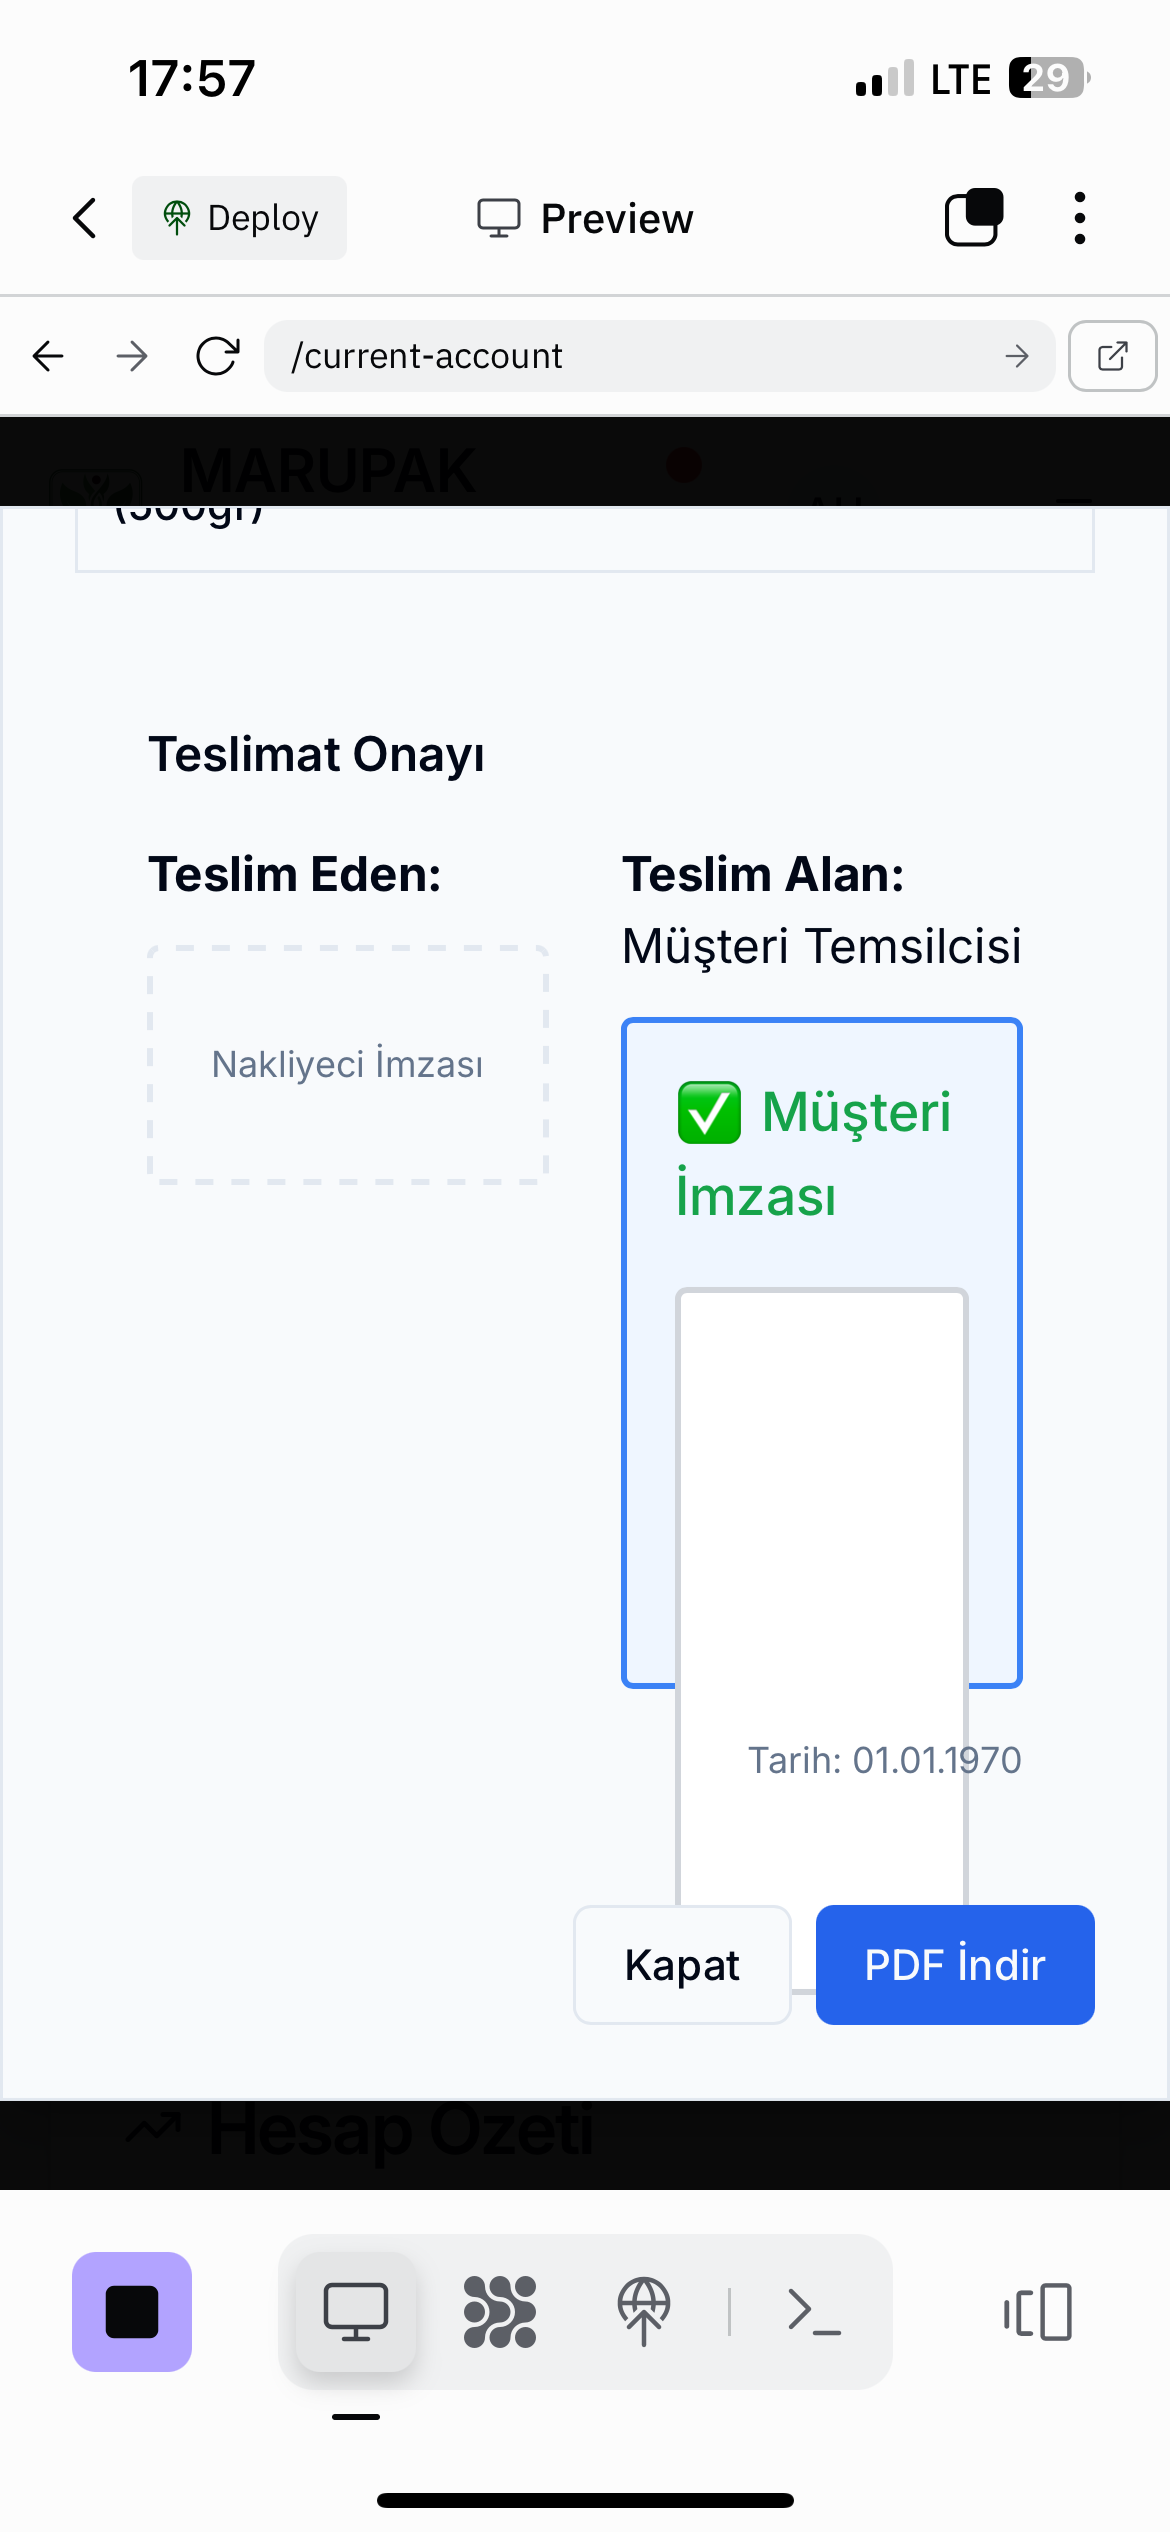 17:57
LTE 29
Deploy
Preview
/current-account
MARUPAK
(500gr)
Teslimat Onayı
Teslim Eden:
Teslim Alan:
Müşteri Temsilcisi
Nakliyeci İmzası
✅ Müşteri
İmzası
Tarih: 01.01.1970
Kapat
PDF İndir
Hesap Özeti